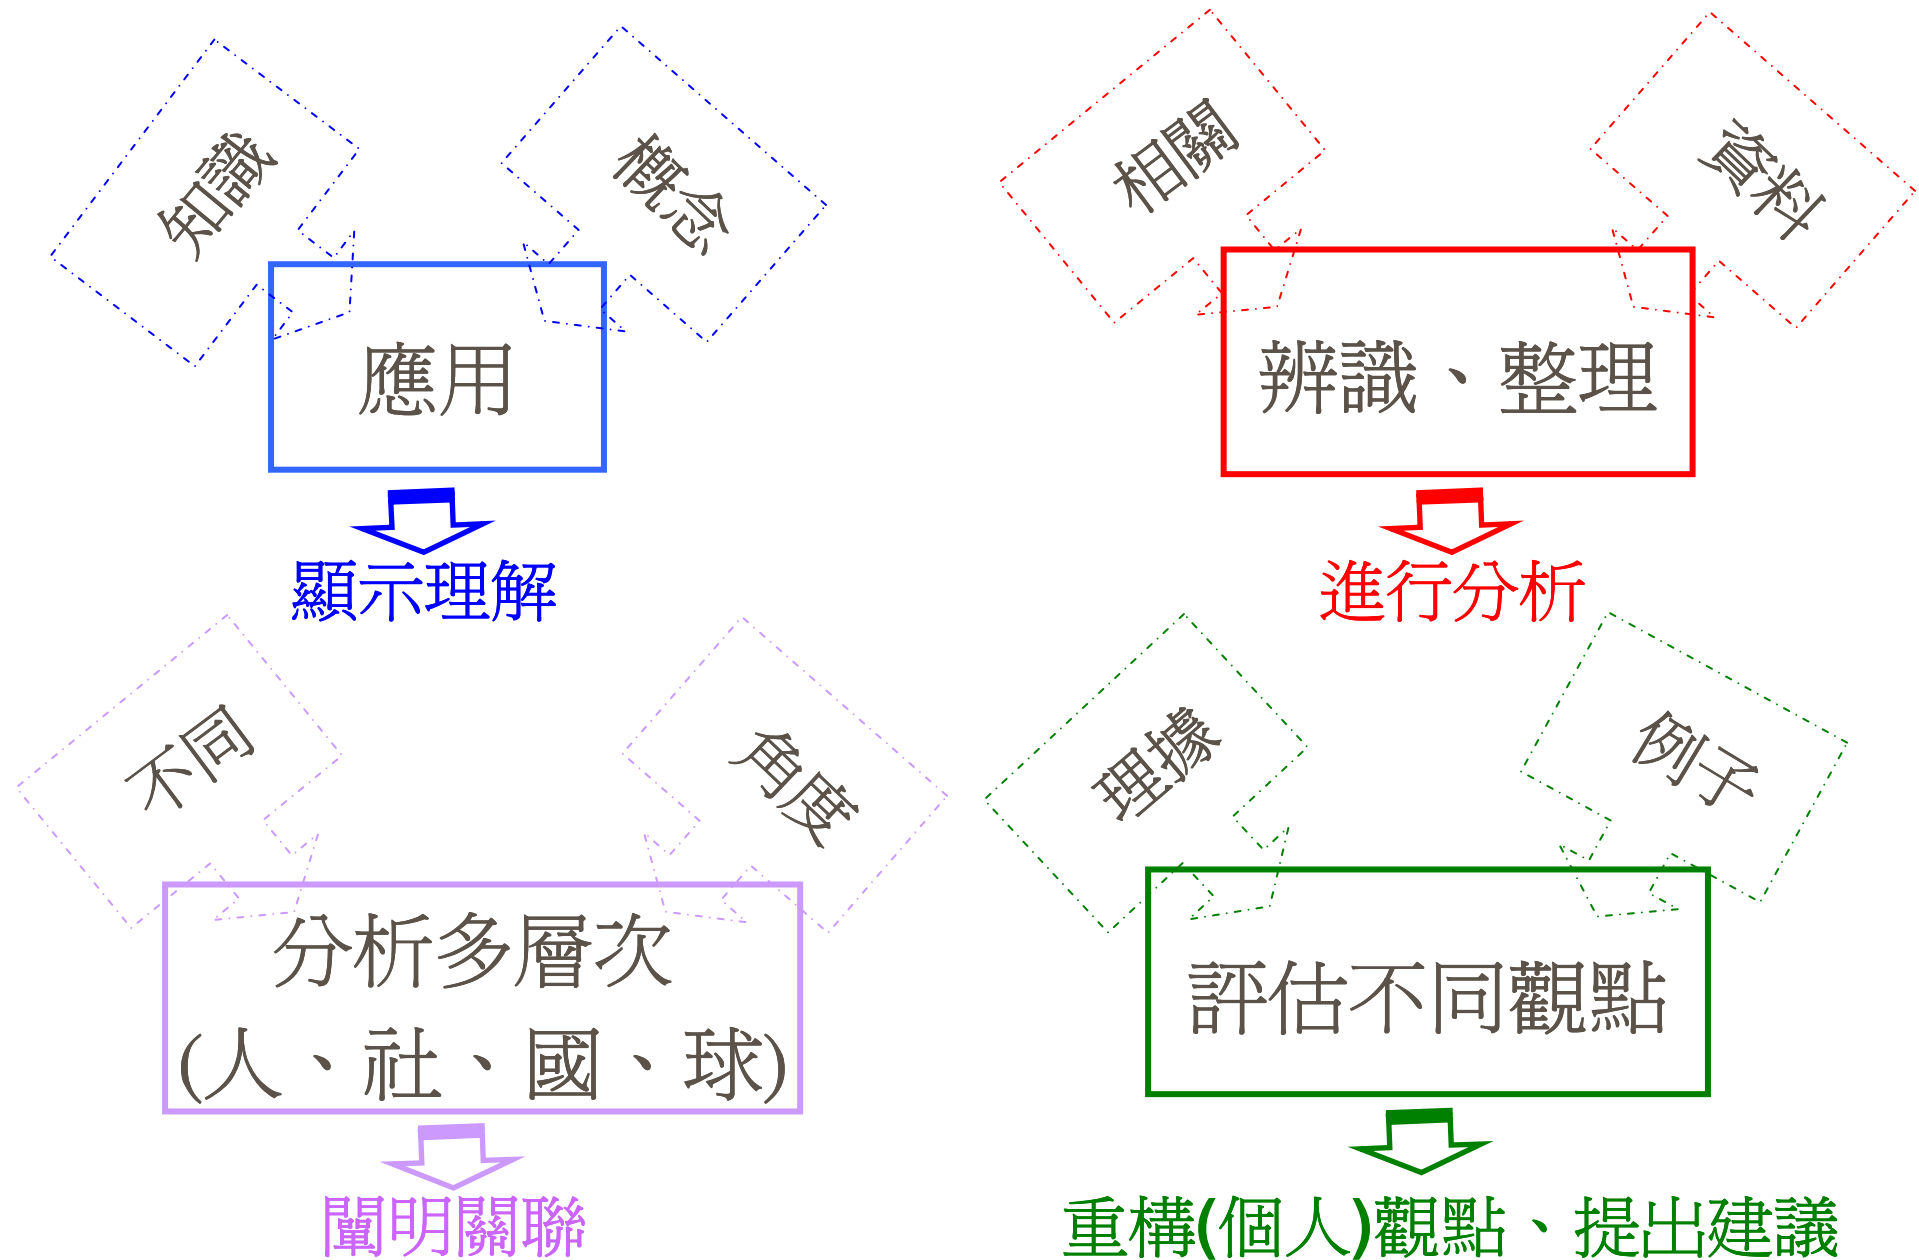 知識
概念
應用
顯示理解
相關
資料
辨識、整理
進行分析
不同
角度
分析多層次
(人、社、國、球)
闡明關聯
理據
例子
評估不同觀點
重構(個人)觀點、提出建議